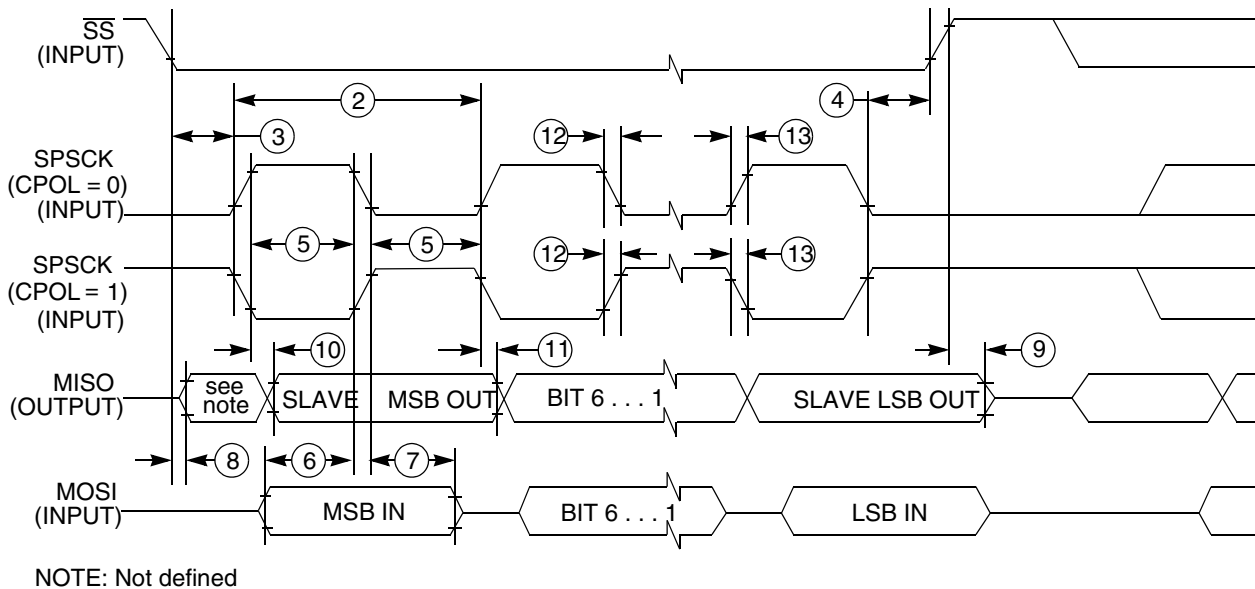 SS
(INPUT)
2
4
3
12
13
SPSCK
(CPOL = 0)
(INPUT)
5
5
12
13
SPSCK
(CPOL = 1)
(INPUT)
10
11
9
MISO
(OUTPUT)
see
note
SLAVE
MSB OUT
BIT 6 . . . 1
SLAVE LSB OUT
8
6
7
MOSI
(INPUT)
MSB IN
BIT 6 . . . 1
LSB IN
NOTE: Not defined